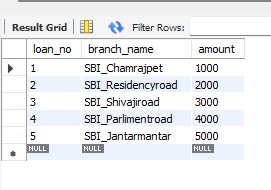 Result Grid Filter Rows:
loan_no branch_name amount
1 SBI_Chamrajpet 1000
2 SBI_Residencyroad 2000
3 SBI_Shivajiroad 3000
4 SBI_Parlimentroad 4000
5 SBI_Jantarmantar 5000
NULL NULL NULL